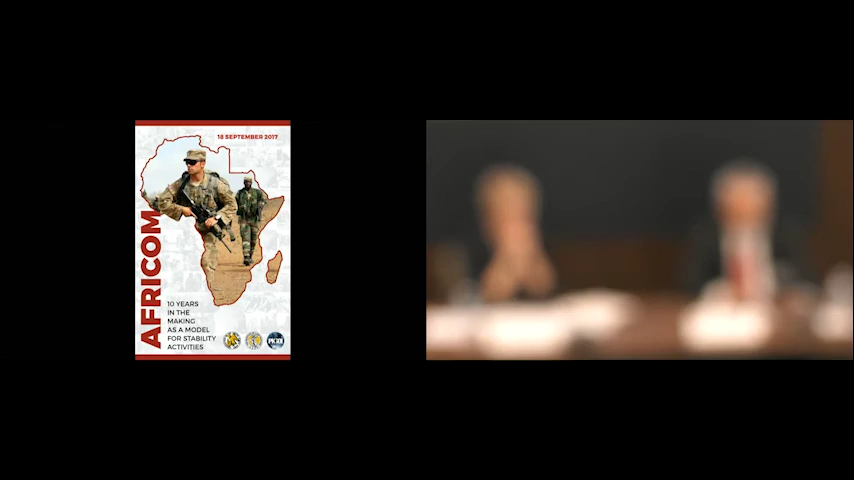 18 SEPTEMBER 2017
AFRICOM
10 YEARS
IN THE
MAKING
AS A MODEL
FOR STABILITY
ACTIVITIES